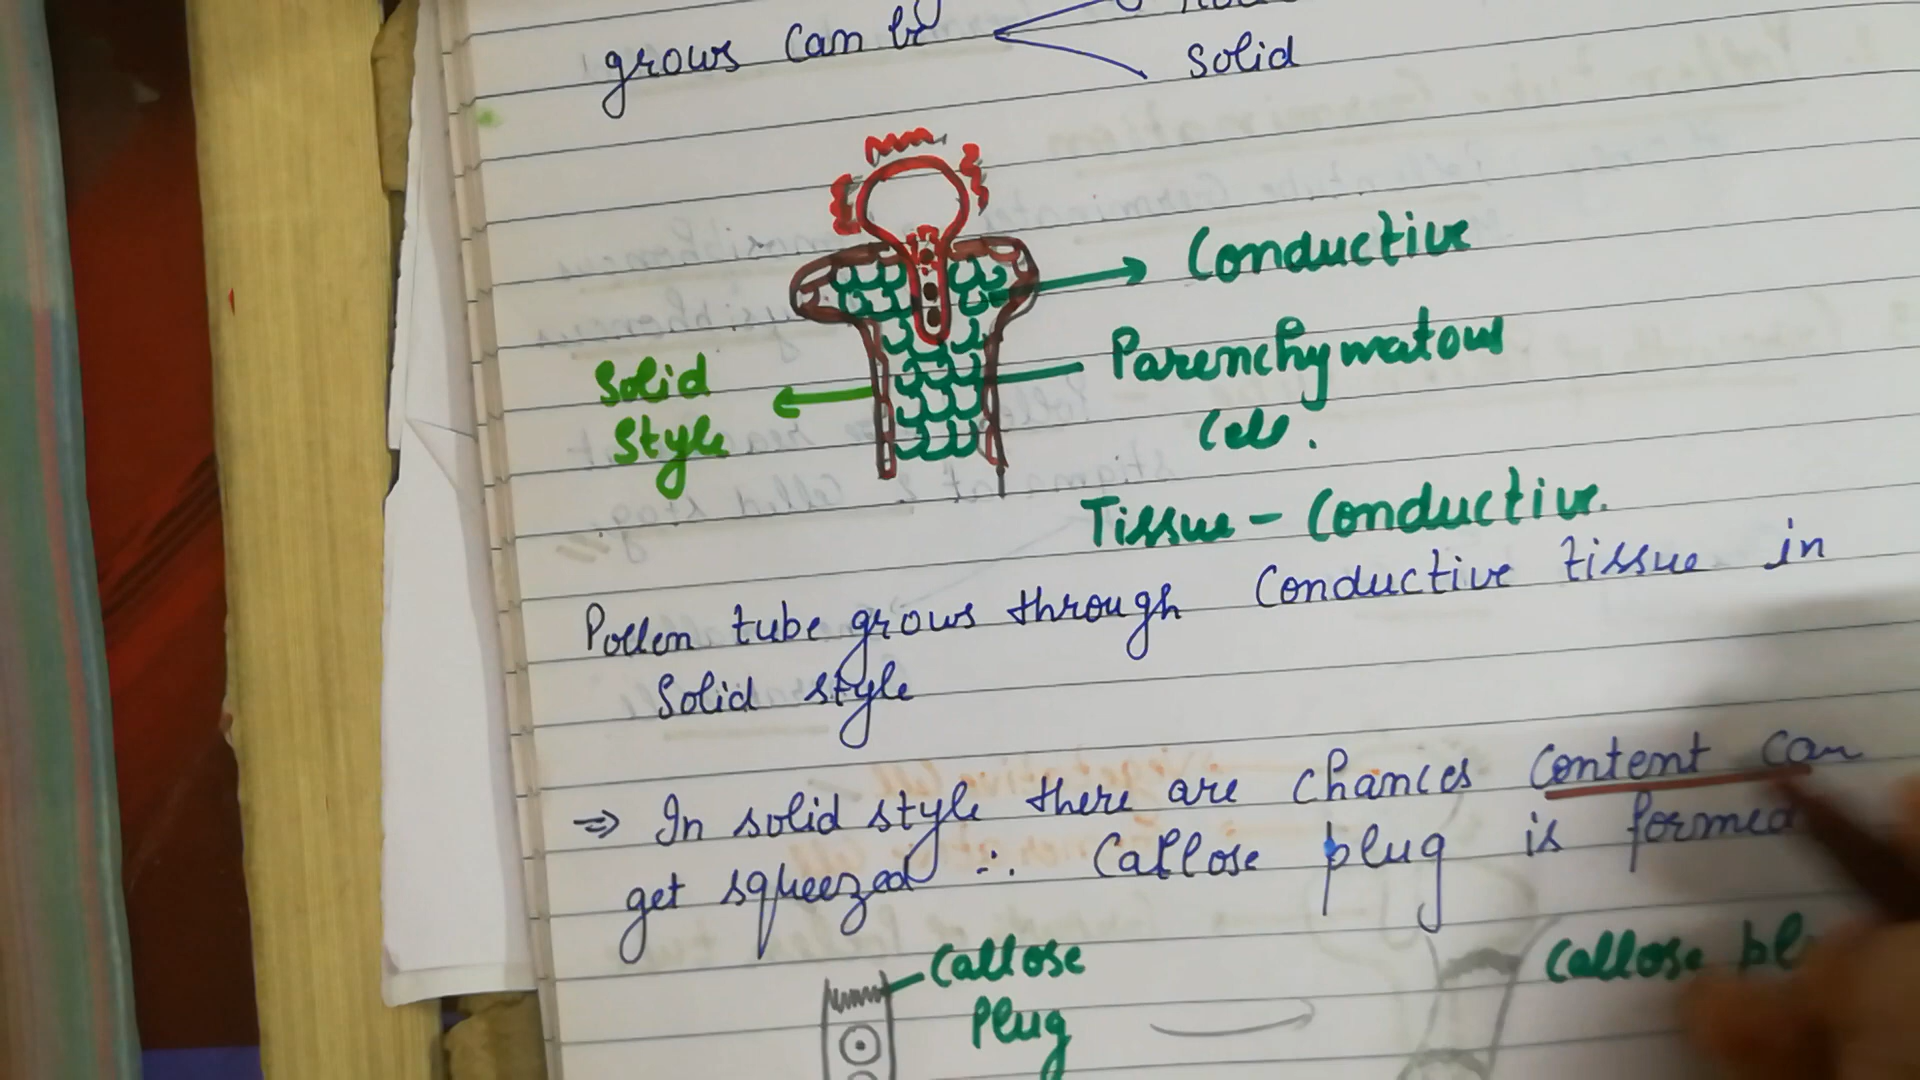 grows can be
Solid
Conductive
Parenchymatous
Cell.
Solid
Style
Tissue - Conductive.
Pollen tube grows through Conductive tissue in
Solid style
⇒ In solid style there are chances content can
get squeezed ∴ Callose plug is formed
Callose
Plug
Callose